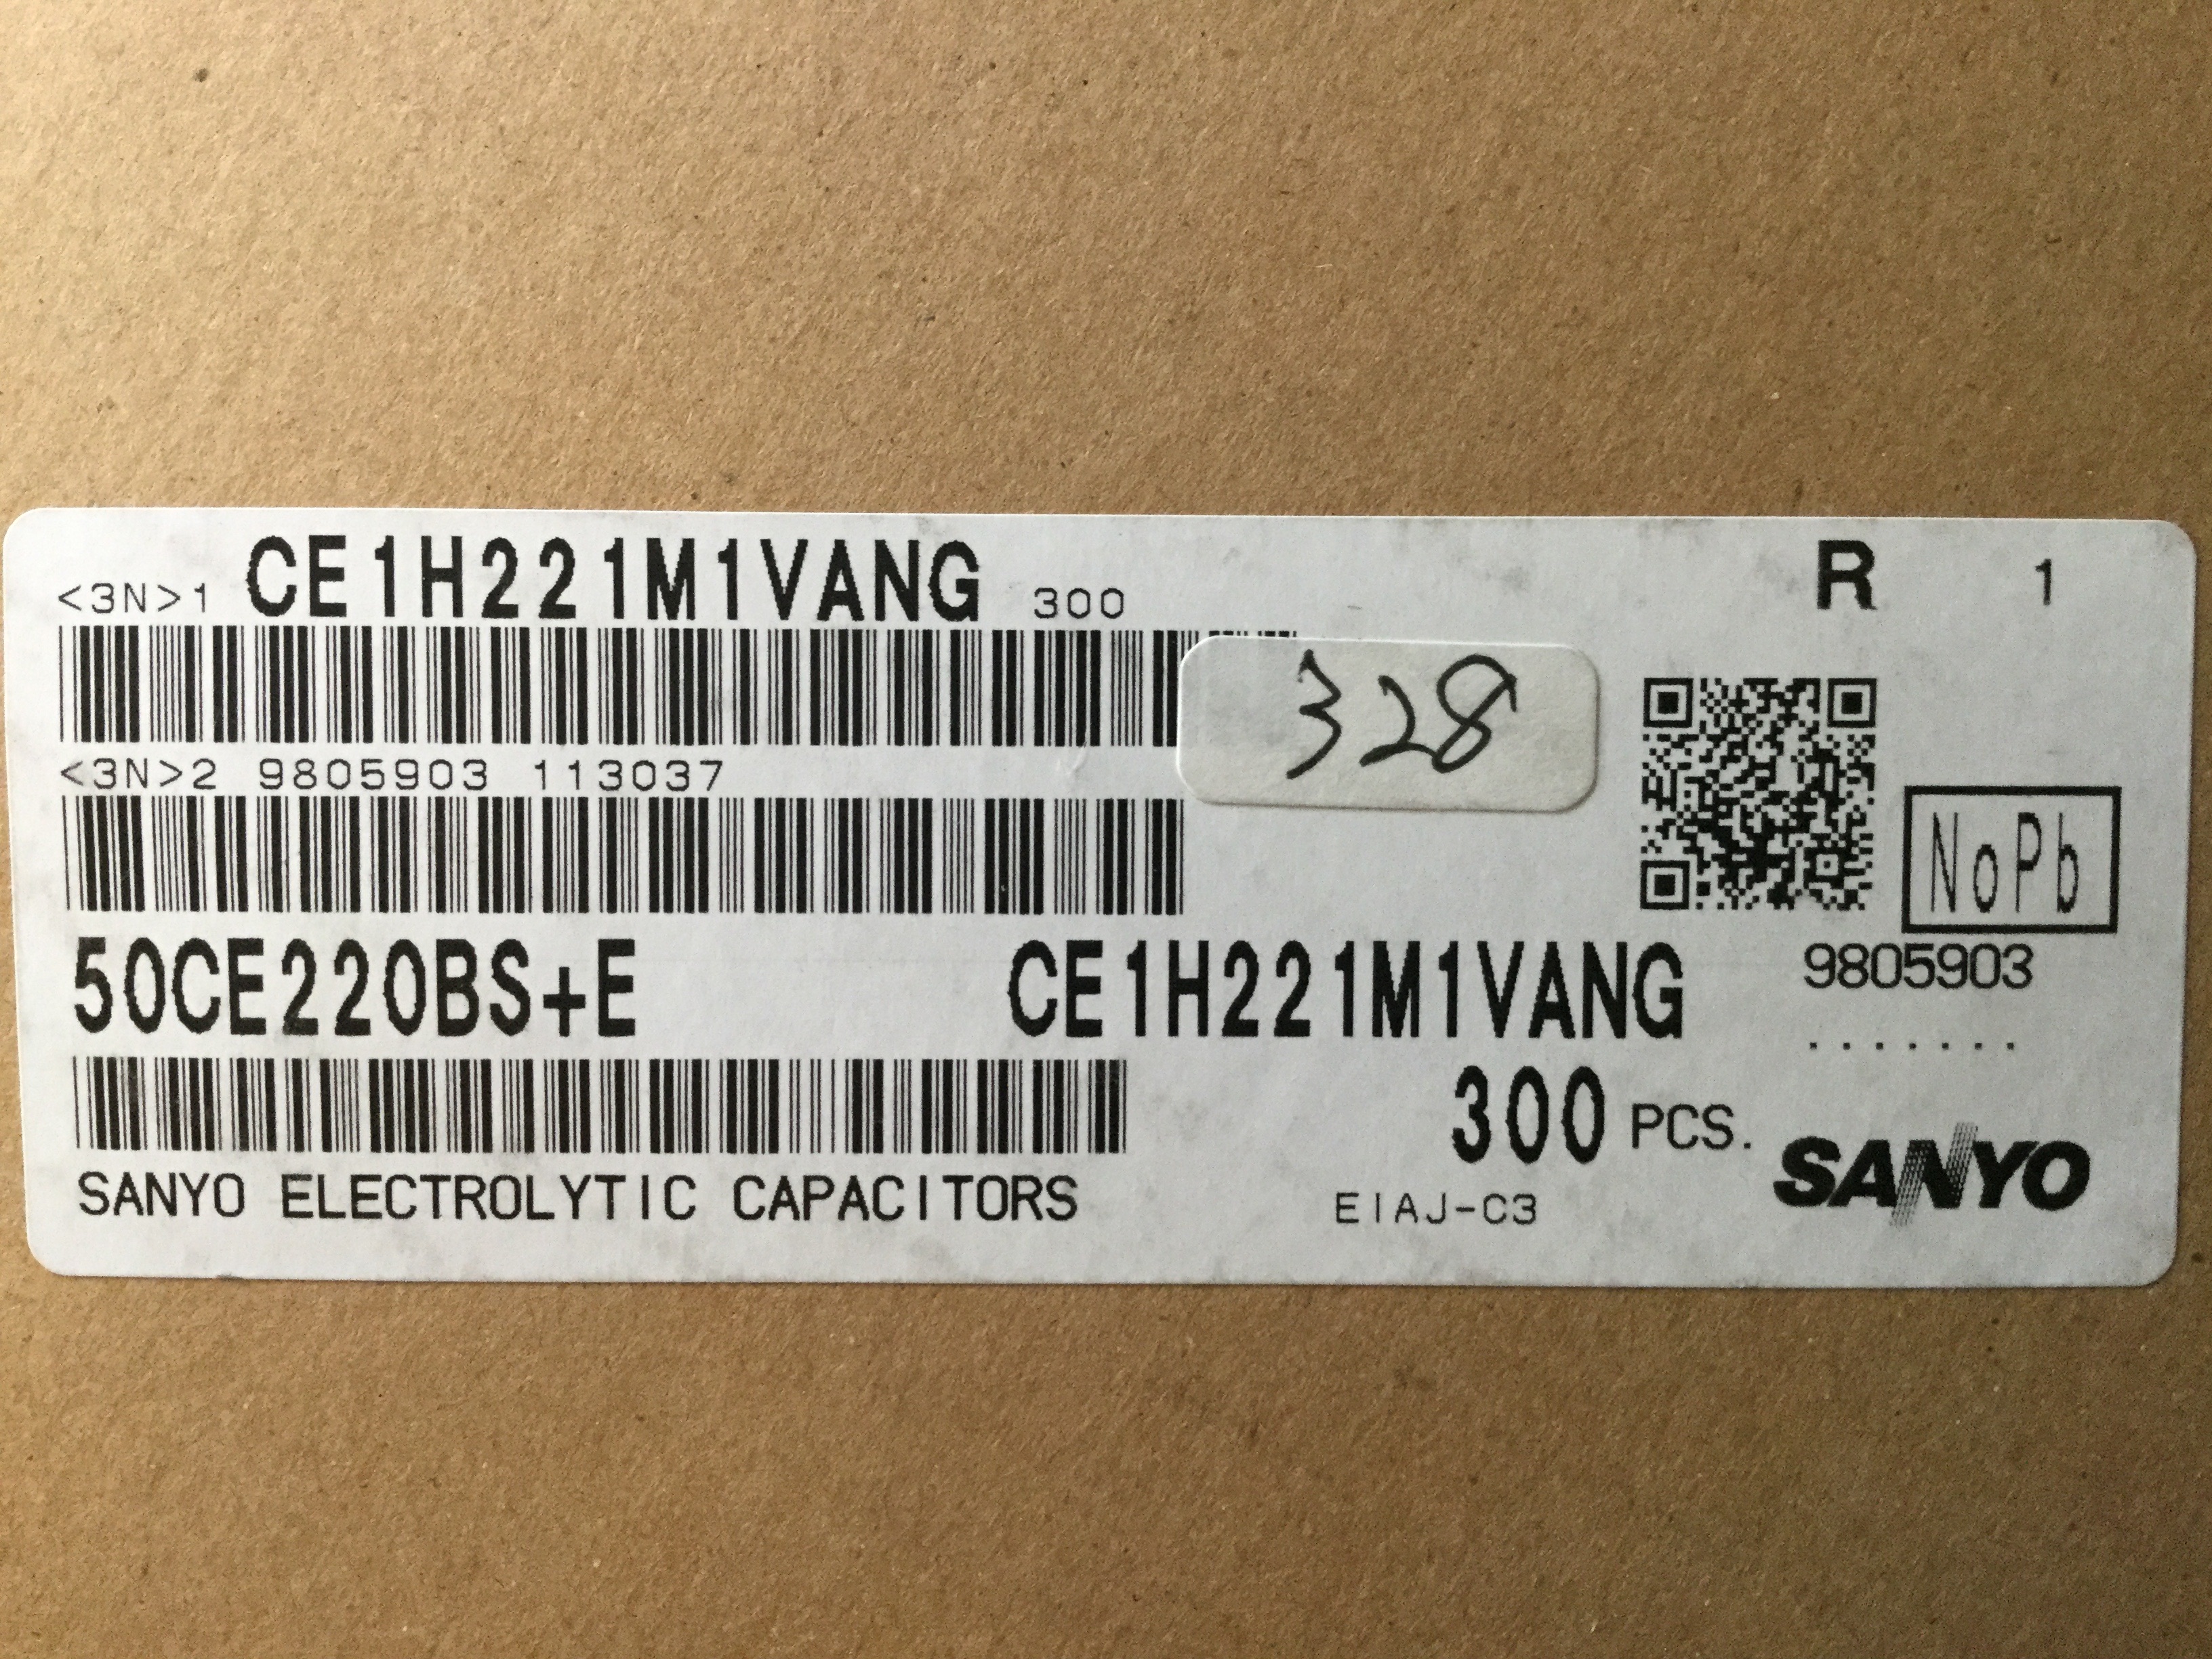 <3N>1 CE1H221M1VANG 300
R 1
328
<3N>2 9805903 113037
NoPb
50CE220BS+E CE1H221M1VANG 9805903
.......
300 PCS.
SANYO
SANYO ELECTROLYTIC CAPACITORS EIAJ-C3